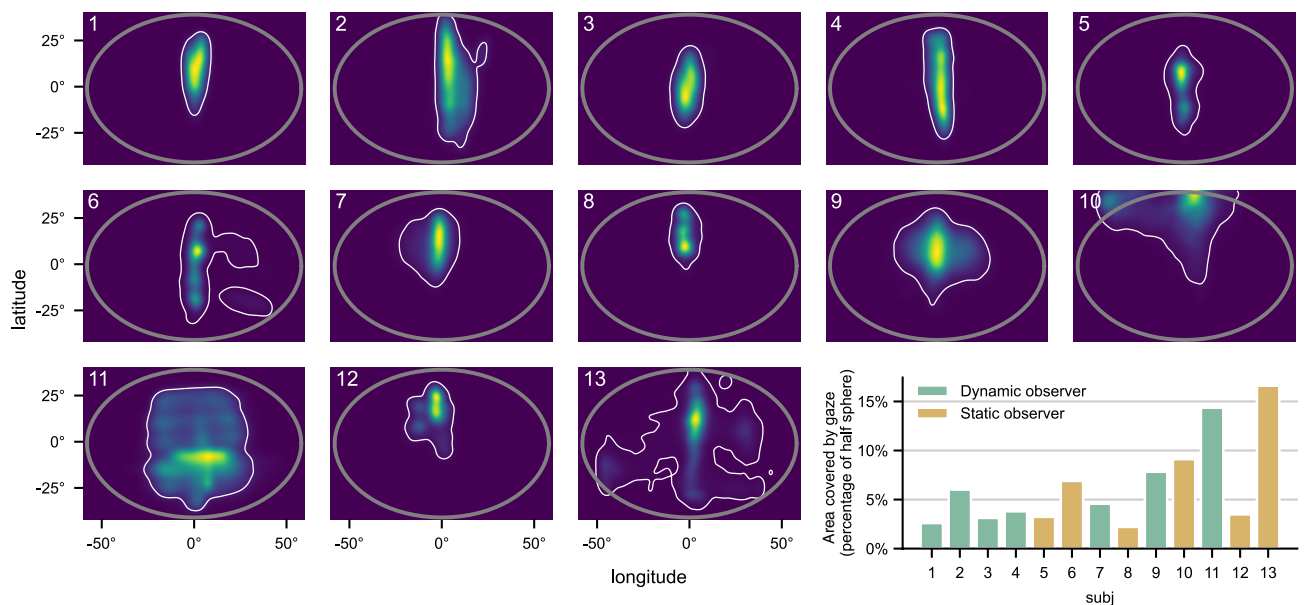 1 2 3 4 5
25°
0°
-25°
6 7 8 9 10
25°
0°
-25°
latitude
11 12 13
25°
0°
-25°
-50° 0° 50° -50° 0° 50° -50° 0° 50°
longitude
Area covered by gaze
(percentage of half sphere)
15%
10%
5%
0%
Dynamic observer
Static observer
1 2 3 4 5 6 7 8 9 10 11 12 13
subj